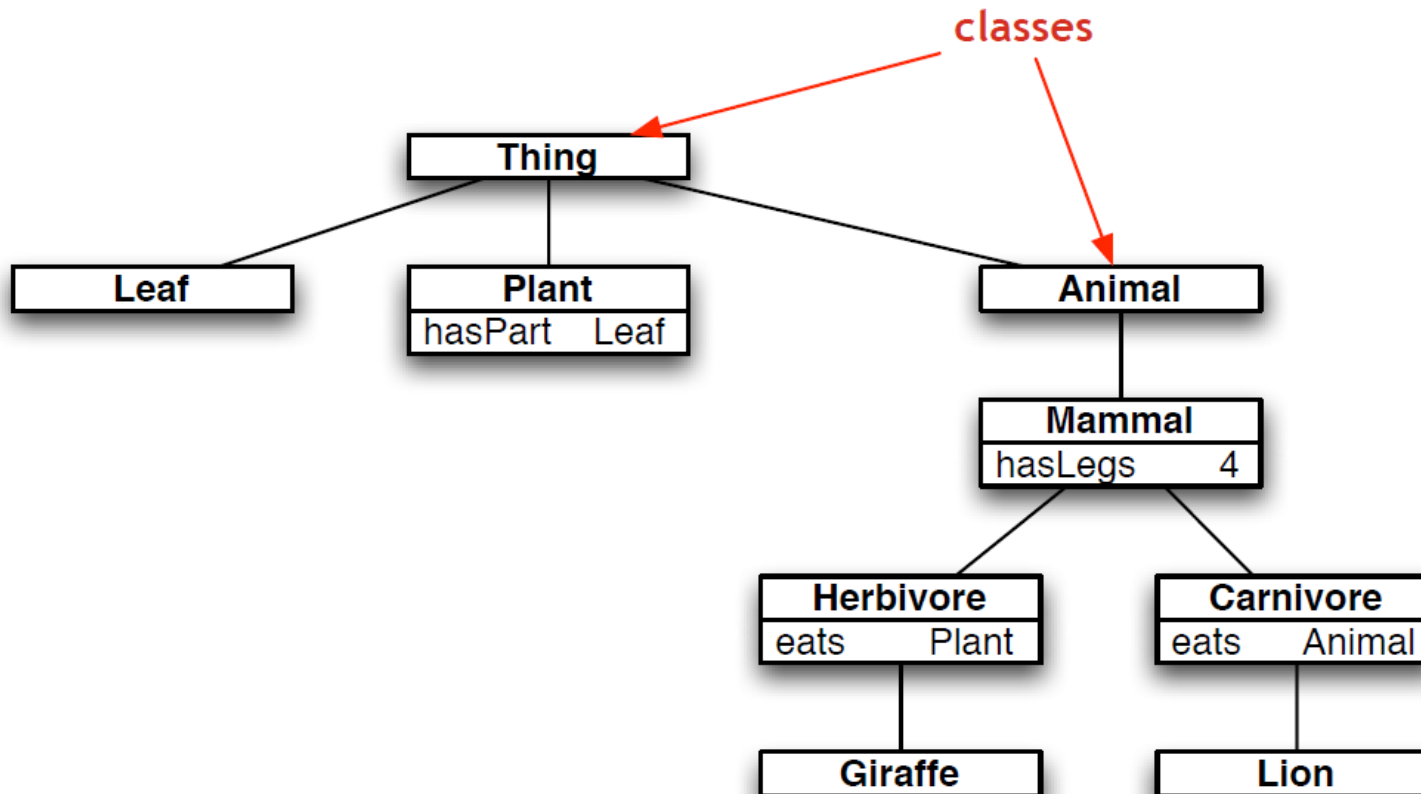 classes
Thing
Leaf
Plant
Animal
hasPart Leaf
Mammal
hasLegs 4
Herbivore
Carnivore
eats Plant
eats Animal
Giraffe
Lion